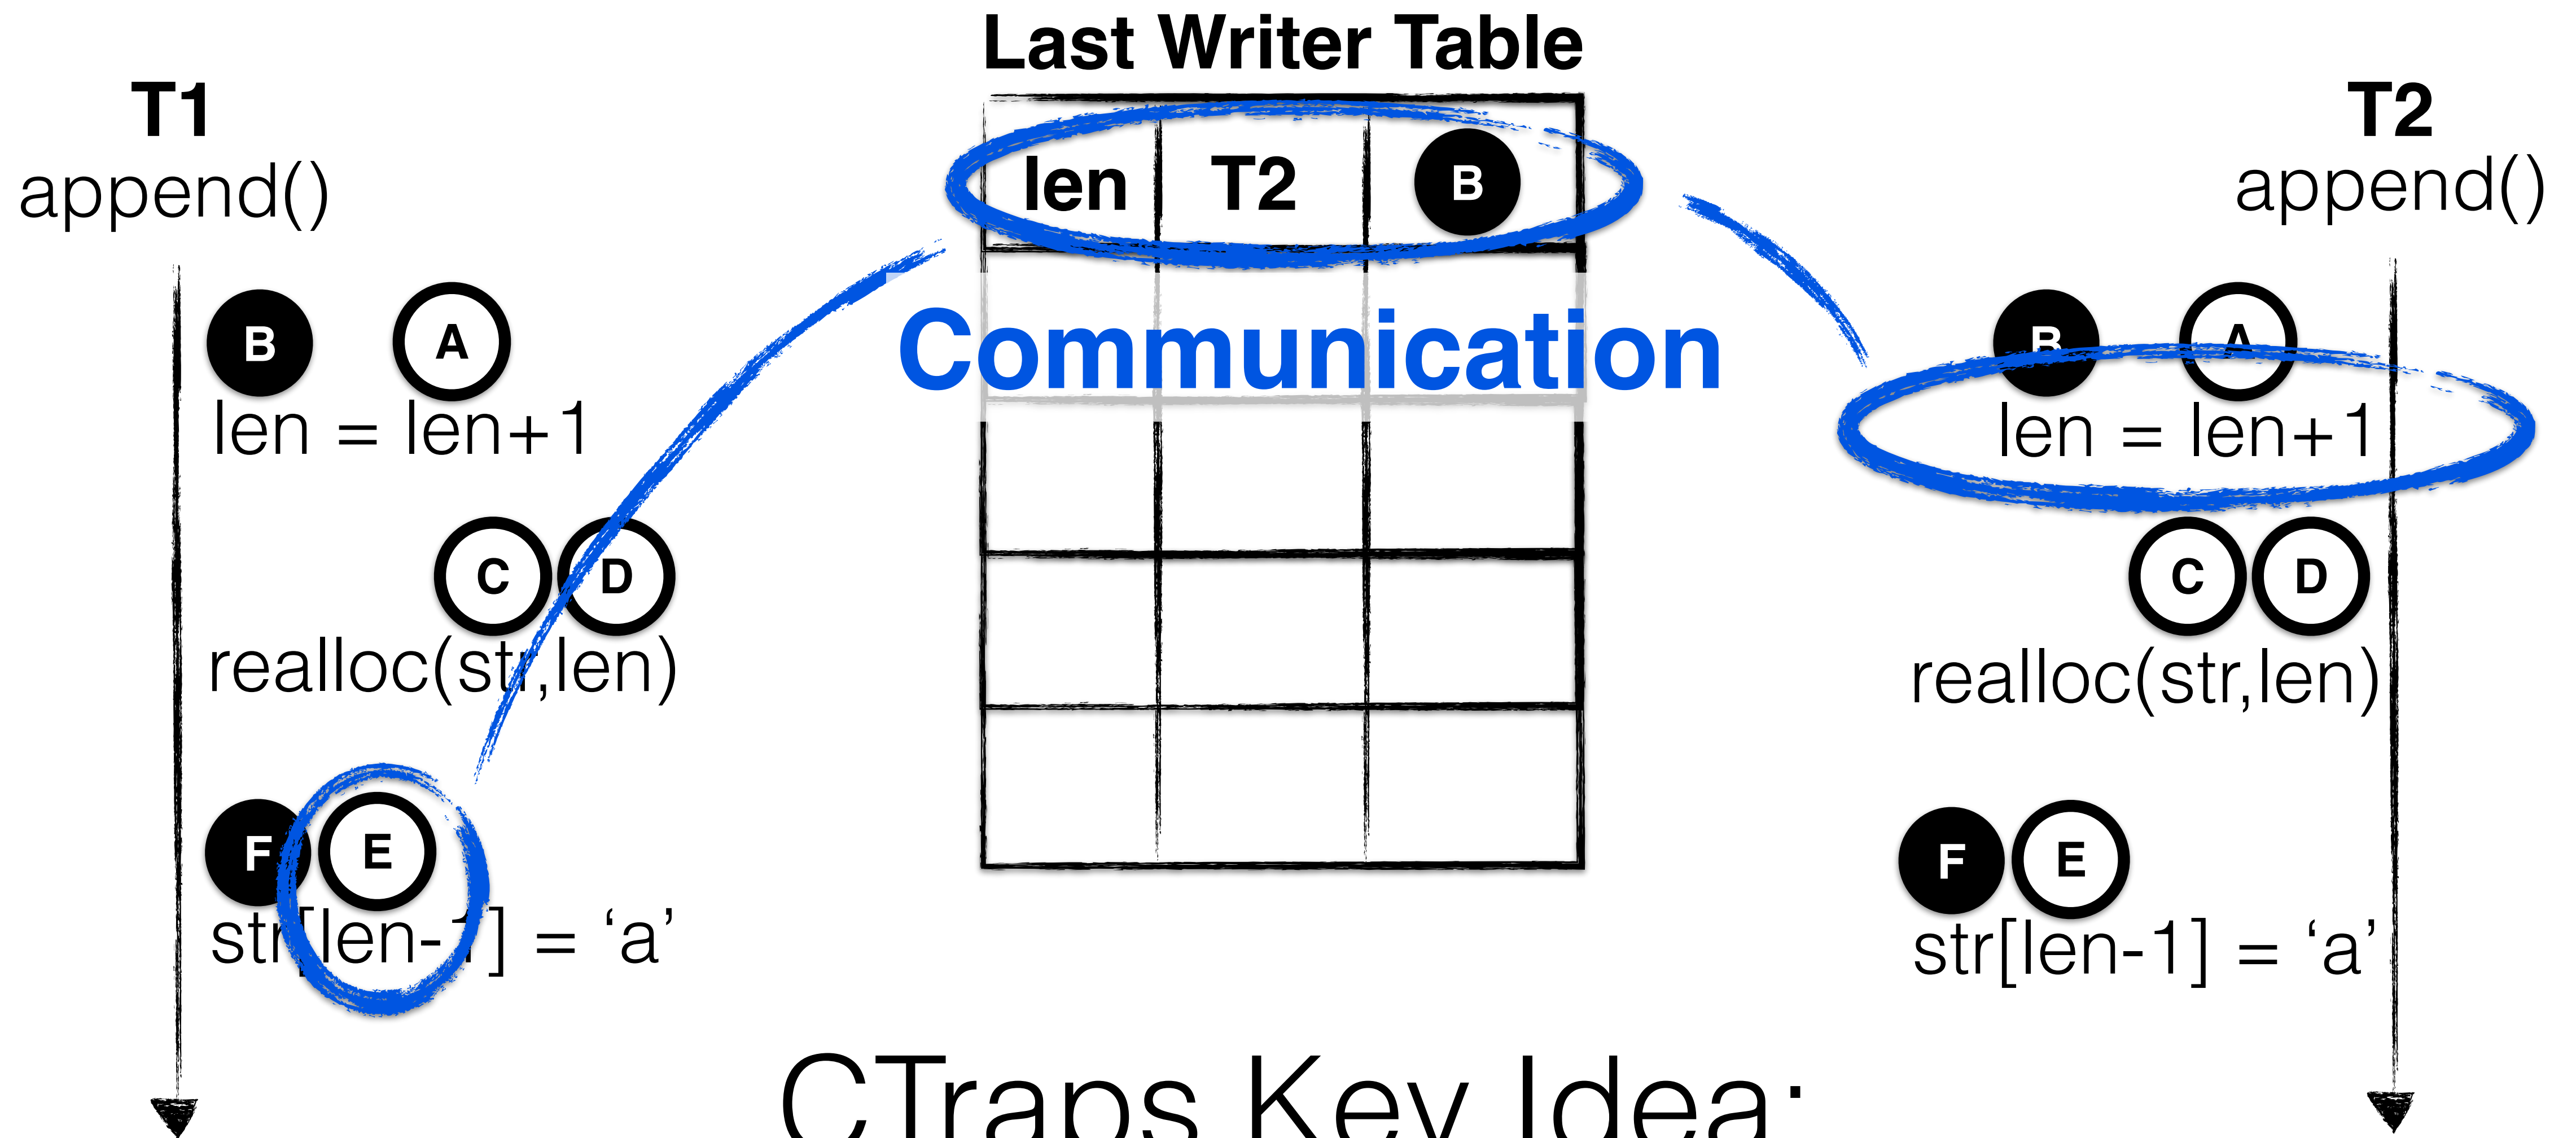 Last Writer Table
T1
append()
B A
len = len+1
C D
realloc(str,len)
F E
str[len-1] = ‘a’
len T2 B
Communication
T2
append()
B A
len = len+1
C D
realloc(str,len)
F E
str[len-1] = ‘a’
CTraps Key Idea: